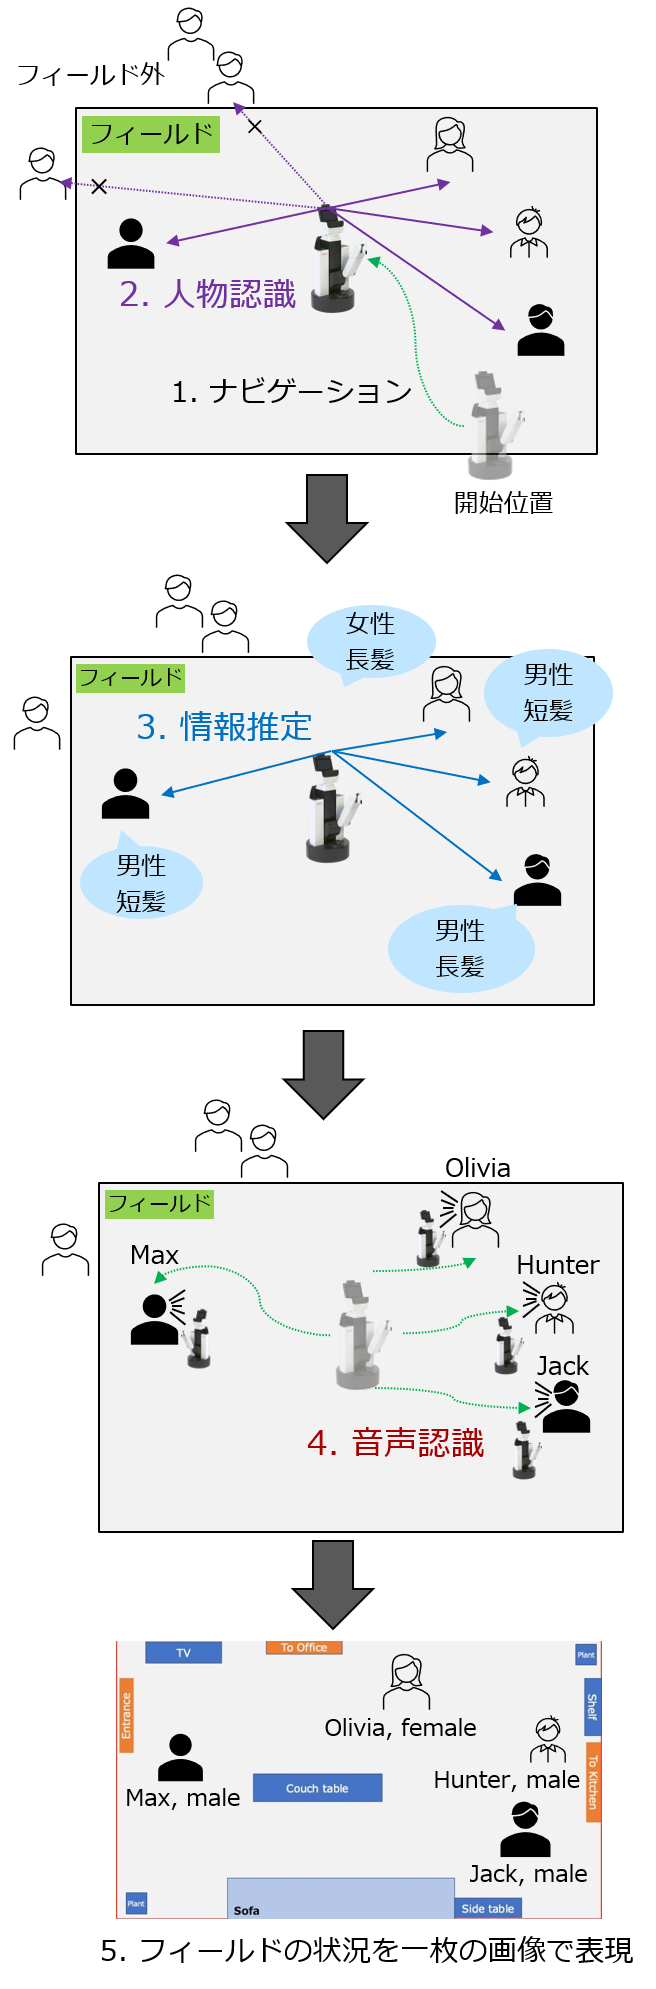 フィールド外
フィールド
2. 人物認識
1. ナビゲーション
開始位置
女性
長髪
フィールド
男性
短髪
3. 情報推定
男性
短髪
男性
長髪
Olivia
フィールド
Max
Hunter
Jack
4. 音声認識
TV
To Office
Plant
Entrance
Shelf
Olivia, female
Hunter, male
To Kitchen
Couch table
Max, male
Jack, male
Plant
Sofa
Side table
5. フィールドの状況を一枚の画像で表現